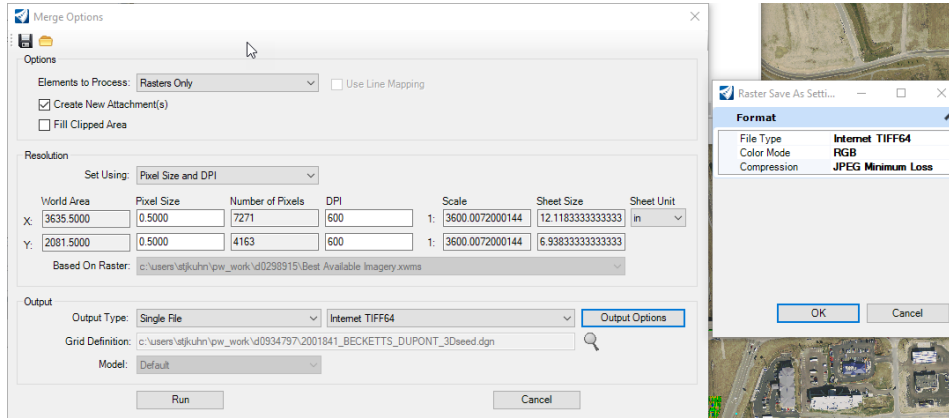 Merge Options
Options
Elements to Process: Rasters Only Use Line Mapping
Create New Attachment(s)
Fill Clipped Area
Resolution
Set Using: Pixel Size and DPI
World Area Pixel Size Number of Pixels DPI Scale Sheet Size Sheet Unit
X: 3635.5000 0.5000 7271 600 1: 3600.0072000144 12.1183333333333 in
Y: 2081.5000 0.5000 4163 600 1: 3600.0072000144 6.93833333333333
Based On Raster: c:\users\stjkuhn\pw_work\d0298915\Best Available Imagery.xwms
Output
Output Type: Single File Internet TIFF64 Output Options
Grid Definition: c:\users\stjkuhn\pw_work\d0934797\2001841_BECKETTS_DUPONT_3Dseed.dgn
Model: Default
Run Cancel
Raster Save As Setti...
Format
File Type Internet TIFF64
Color Mode RGB
Compression JPEG Minimum Loss
OK Cancel